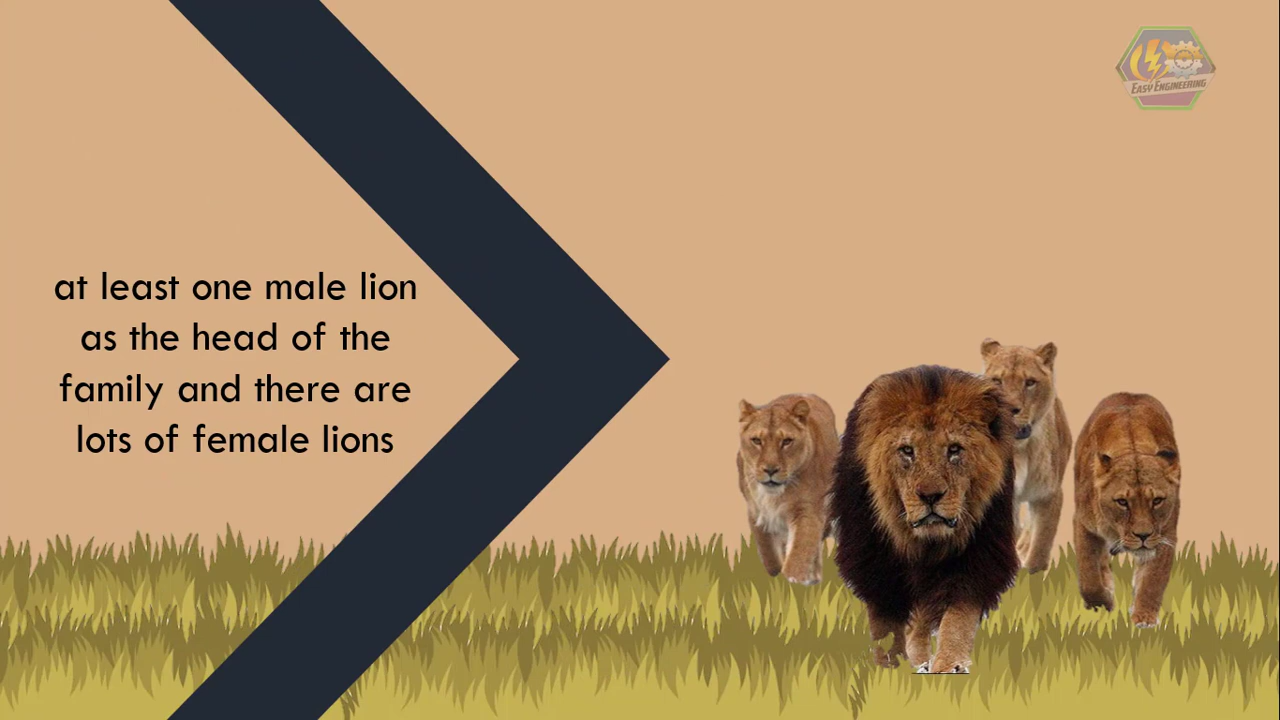 at least one male lion
as the head of the
family and there are
lots of female lions
EASY ENGINEERING